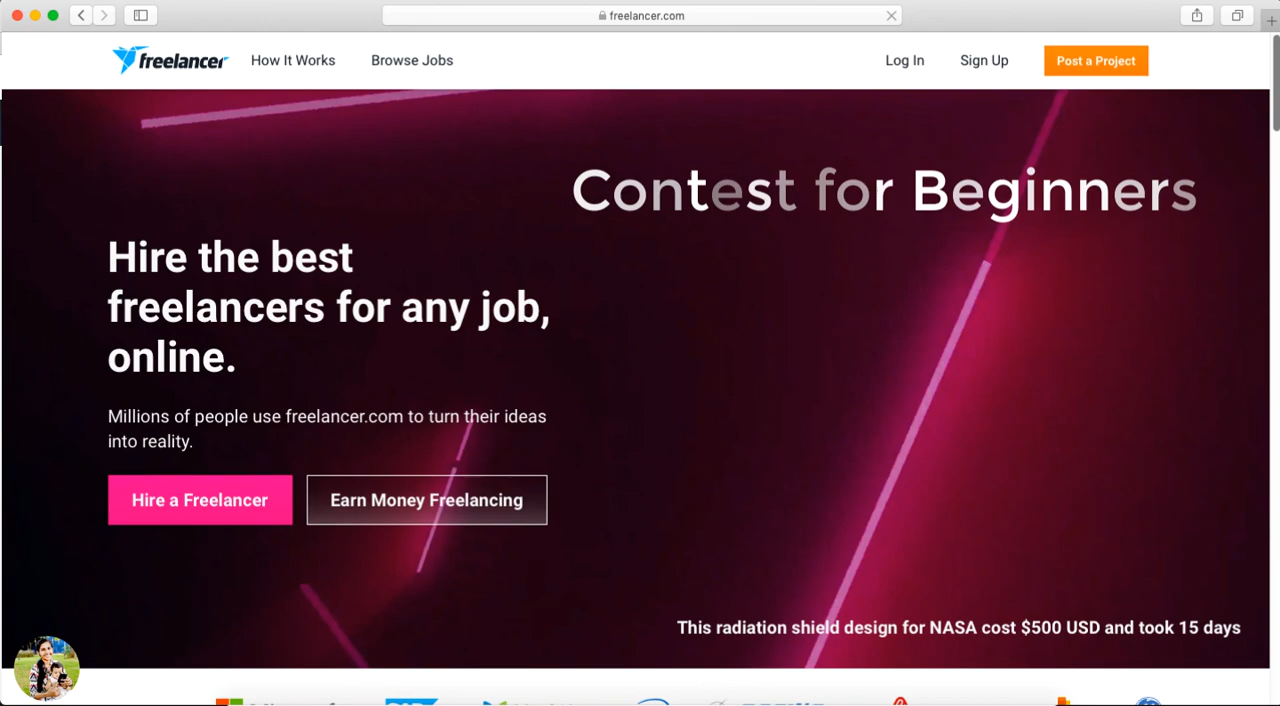 freelancer.com
freelancer
How It Works
Browse Jobs
Log In
Sign Up
Post a Project
Contest for Beginners
Hire the best
freelancers for any job,
online.
Millions of people use freelancer.com to turn their ideas
into reality.
Hire a Freelancer
Earn Money Freelancing
This radiation shield design for NASA cost $500 USD and took 15 days